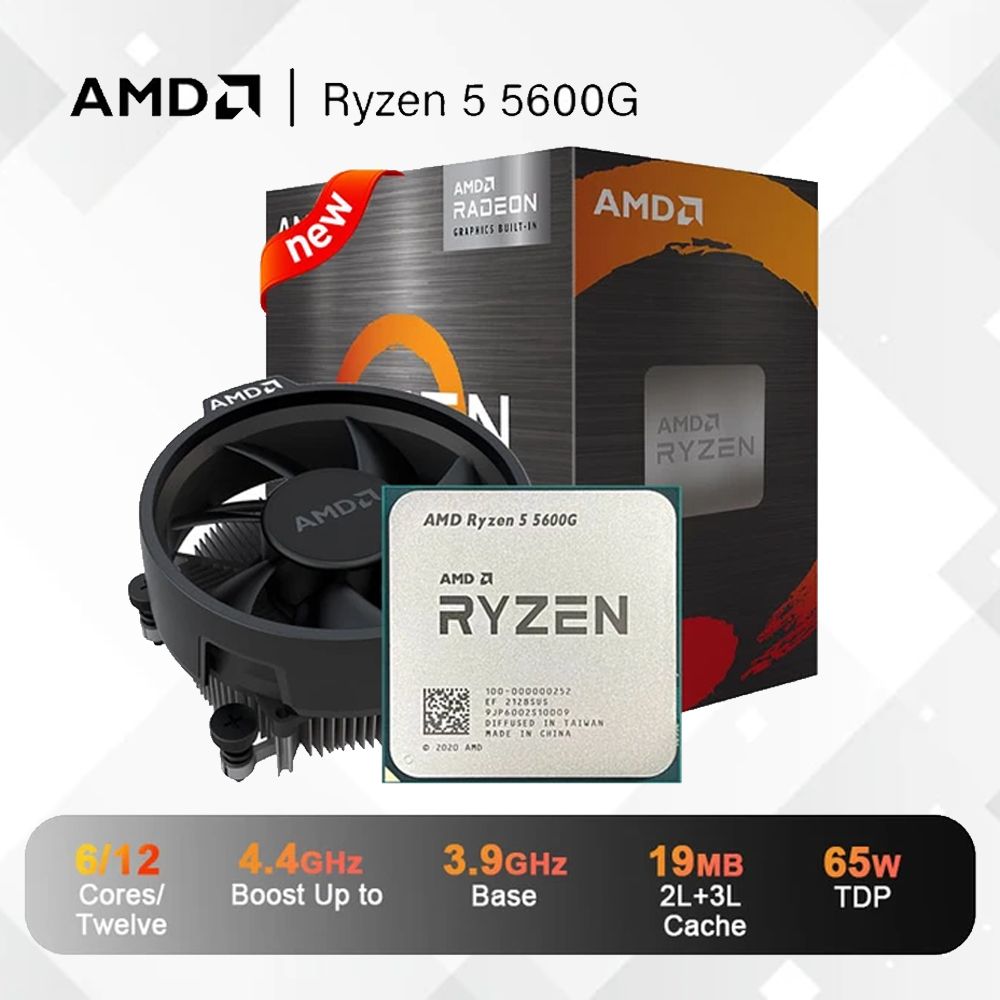 AMD | Ryzen 5 5600G
new
AMD
RADEON
GRAPHICS BUILT-IN
AMD
AMD
RYZEN
AMD
AMD
AMD Ryzen 5 5600G
AMD
RYZEN
100-000000252
EF 2128SUS
9JP6002S10009
DIFFUSED IN TAIWAN
MADE IN CHINA
© 2020 AMD
6/12
Cores/
Twelve
4.4GHz
Boost Up to
3.9GHz
Base
19MB
2L+3L
Cache
65W
TDP